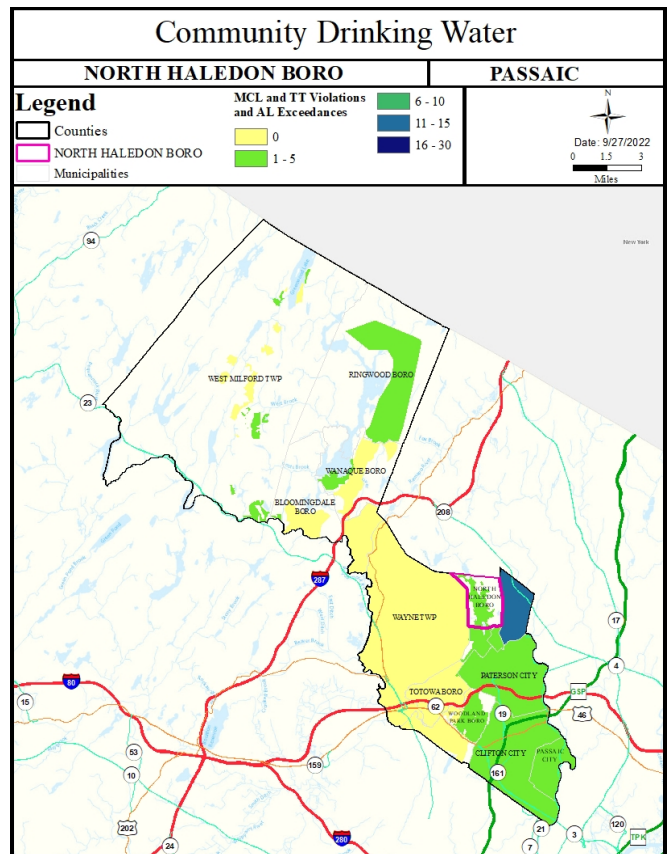 Community Drinking Water
NORTH HALEDON BORO
PASSAIC
Legend
Counties
NORTH HALEDON BORO
Municipalities
MCL and TT Violations
and AL Exceedances
0
1 - 5
6 - 10
11 - 15
16 - 30
N
Date: 9/27/2022
0 1.5 3
Miles
New York
94
WEST MILFORD TWP
RINGWOOD BORO
23
WANAQUE BORO
BLOOMINGDALE
BORO
208
287
NORTH
HALEDON
BORO
WAYNE TWP
17
4
PATERSON CITY
80
15
TOTOWA BORO
GSP
62
WOODLAND
PARK BORO
19
46
53
CLIFTON CITY
PASSAIC
CITY
159
161
10
202
24
280
21
3
120
7
TPK